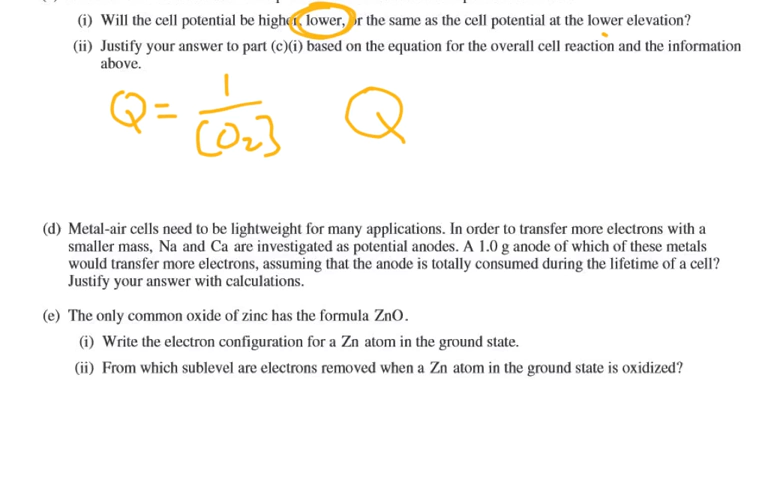 (i) Will the cell potential be higher, lower, or the same as the cell potential at the lower elevation?
(ii) Justify your answer to part (c)(i) based on the equation for the overall cell reaction and the information
above.
Q = 1
[O₂]
Q
(d) Metal-air cells need to be lightweight for many applications. In order to transfer more electrons with a
smaller mass, Na and Ca are investigated as potential anodes. A 1.0 g anode of which of these metals
would transfer more electrons, assuming that the anode is totally consumed during the lifetime of a cell?
Justify your answer with calculations.
(e) The only common oxide of zinc has the formula ZnO.
(i) Write the electron configuration for a Zn atom in the ground state.
(ii) From which sublevel are electrons removed when a Zn atom in the ground state is oxidized?